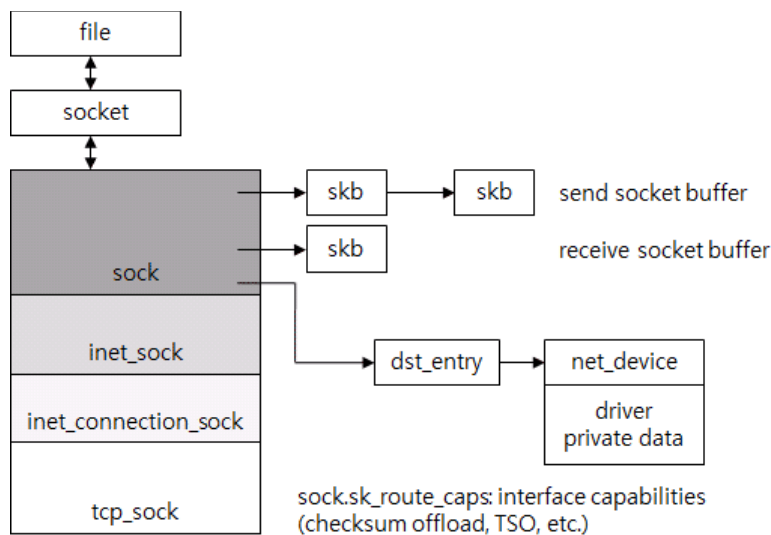 file
socket
skb
skb
send socket buffer
skb
receive socket buffer
sock
inet_sock
dst_entry
net_device
driver
private data
inet_connection_sock
tcp_sock
sock.sk_route_caps: interface capabilities
(checksum offload, TSO, etc.)